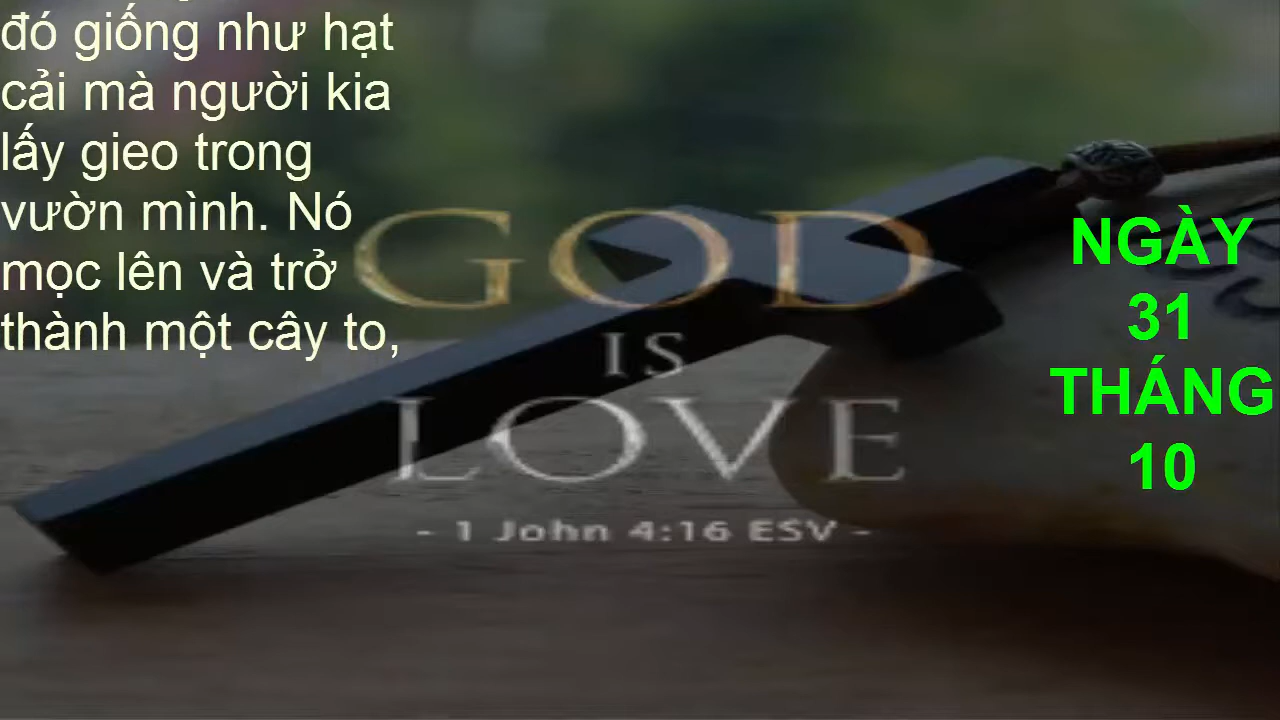 đó giống như hạt
cải mà người kia
lấy gieo trong
vườn mình. Nó
mọc lên và trở
thành một cây to,
GOD
IS
LOVE
- 1 John 4:16 ESV -
NGÀY
31
THÁNG
10